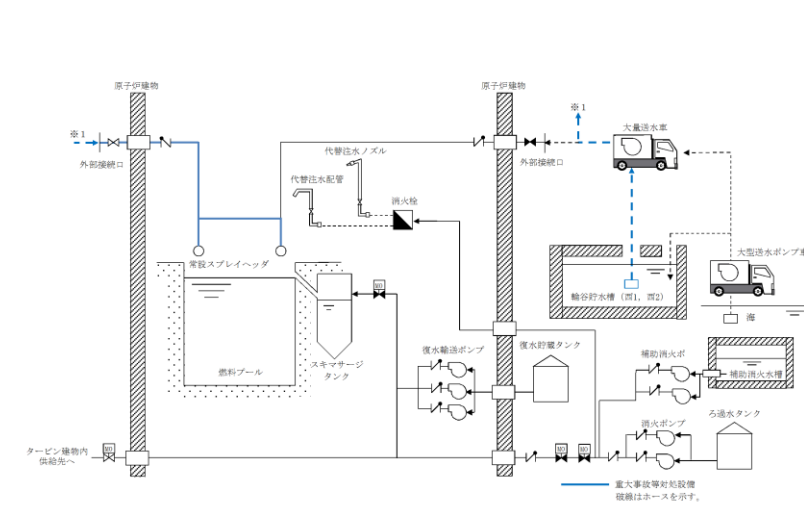 原子炉建物
原子炉建物
※1
外部接続口
※1
大量送水車
外部接続口
代替注水ノズル
代替注水配管
消火栓
大型送水ポンプ車
常設スプレイヘッダ
輪谷貯水槽（西1，西2）
海
MO
燃料プール
スキマサージ
タンク
復水輸送ポンプ
復水貯蔵タンク
補助消火ポ
補助消火水槽
消火ポンプ
ろ過水タンク
タービン建物内
供給先へ
MO
MO
MO
重大事故等対処設備
破線はホースを示す。